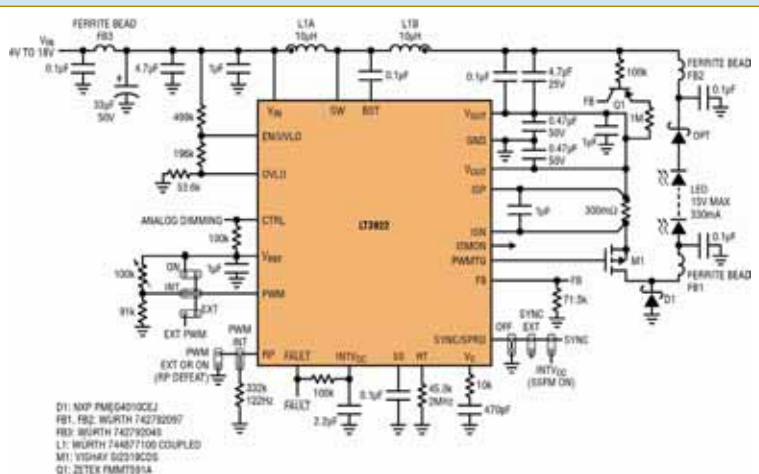 FERRITE BEAD
FB3
L1A
10µH
L1B
10µH
VIN
4V TO 18V
0.1µF
33µF
50V
4.7µF
1µF
0.1µF
0.1µF
4.7µF
25V
100k
FB
Q1
1M
FERRITE BEAD
FB2
0.1µF
VIN
SW
BST
499k
EN/UVLO
196k
OVLO
53.6k
VOUT
GND
VOUT
0.47µF
50V
0.47µF
50V
1µF
OPT
LED
15V MAX
330mA
ISP
ISN
1µF
300mΩ
ANALOG DIMMING
CTRL
100k
LT3922
ISMON
0.1µF
VREF
1µF
PWMTG
M1
FERRITE BEAD
FB1
100k
ON
INT
PWM
EXT
91k
EXT PWM
FB
FB
71.5k
D1
SYNC/SPRD
OFF
SYNC
EXT
SYNC
INTVCC
(SSFM ON)
PWM
EXT OR ON
(RP DEFEAT)
PWM
INT
RP
FAULT
INTVCC
SS
RT
VC
332k
122Hz
FAULT
100k
2.2µF
0.1µF
45.3k
2MHz
10k
470pF
D1: NXP PMEG4010CEJ
FB1, FB2: WURTH 742792097
FB3: WURTH 742792040
L1: WURTH 744877100 COUPLED
M1: VISHAY Si2319CDS
Q1: ZETEX FMMT591A